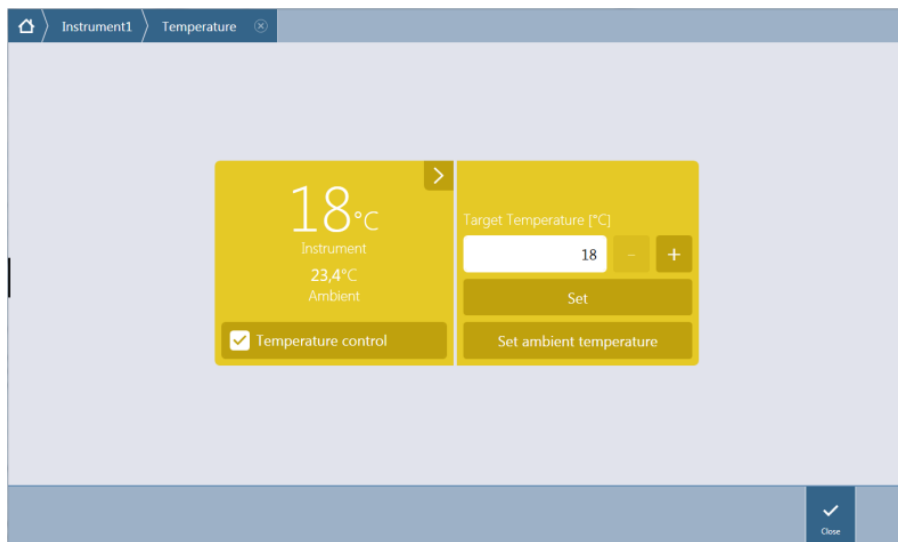 Instrument1 Temperature
18°C
Instrument
23,4°C
Ambient
Temperature control
Target Temperature [°C]
18 - +
Set
Set ambient temperature
Close